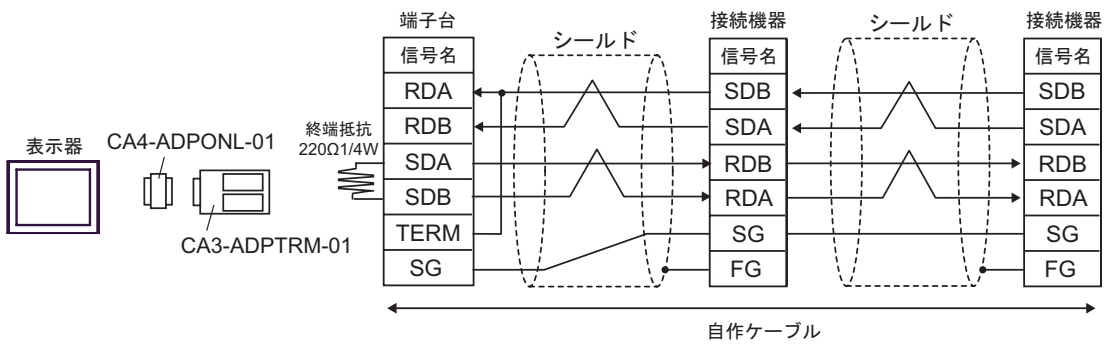 表示器
CA4-ADPONL-01
CA3-ADPTRM-01
終端抵抗
220Ω1/4W
端子台
信号名
RDA
RDB
SDA
SDB
TERM
SG
シールド
接続機器
信号名
SDB
SDA
RDB
RDA
SG
FG
シールド
接続機器
信号名
SDB
SDA
RDB
RDA
SG
FG
自作ケーブル